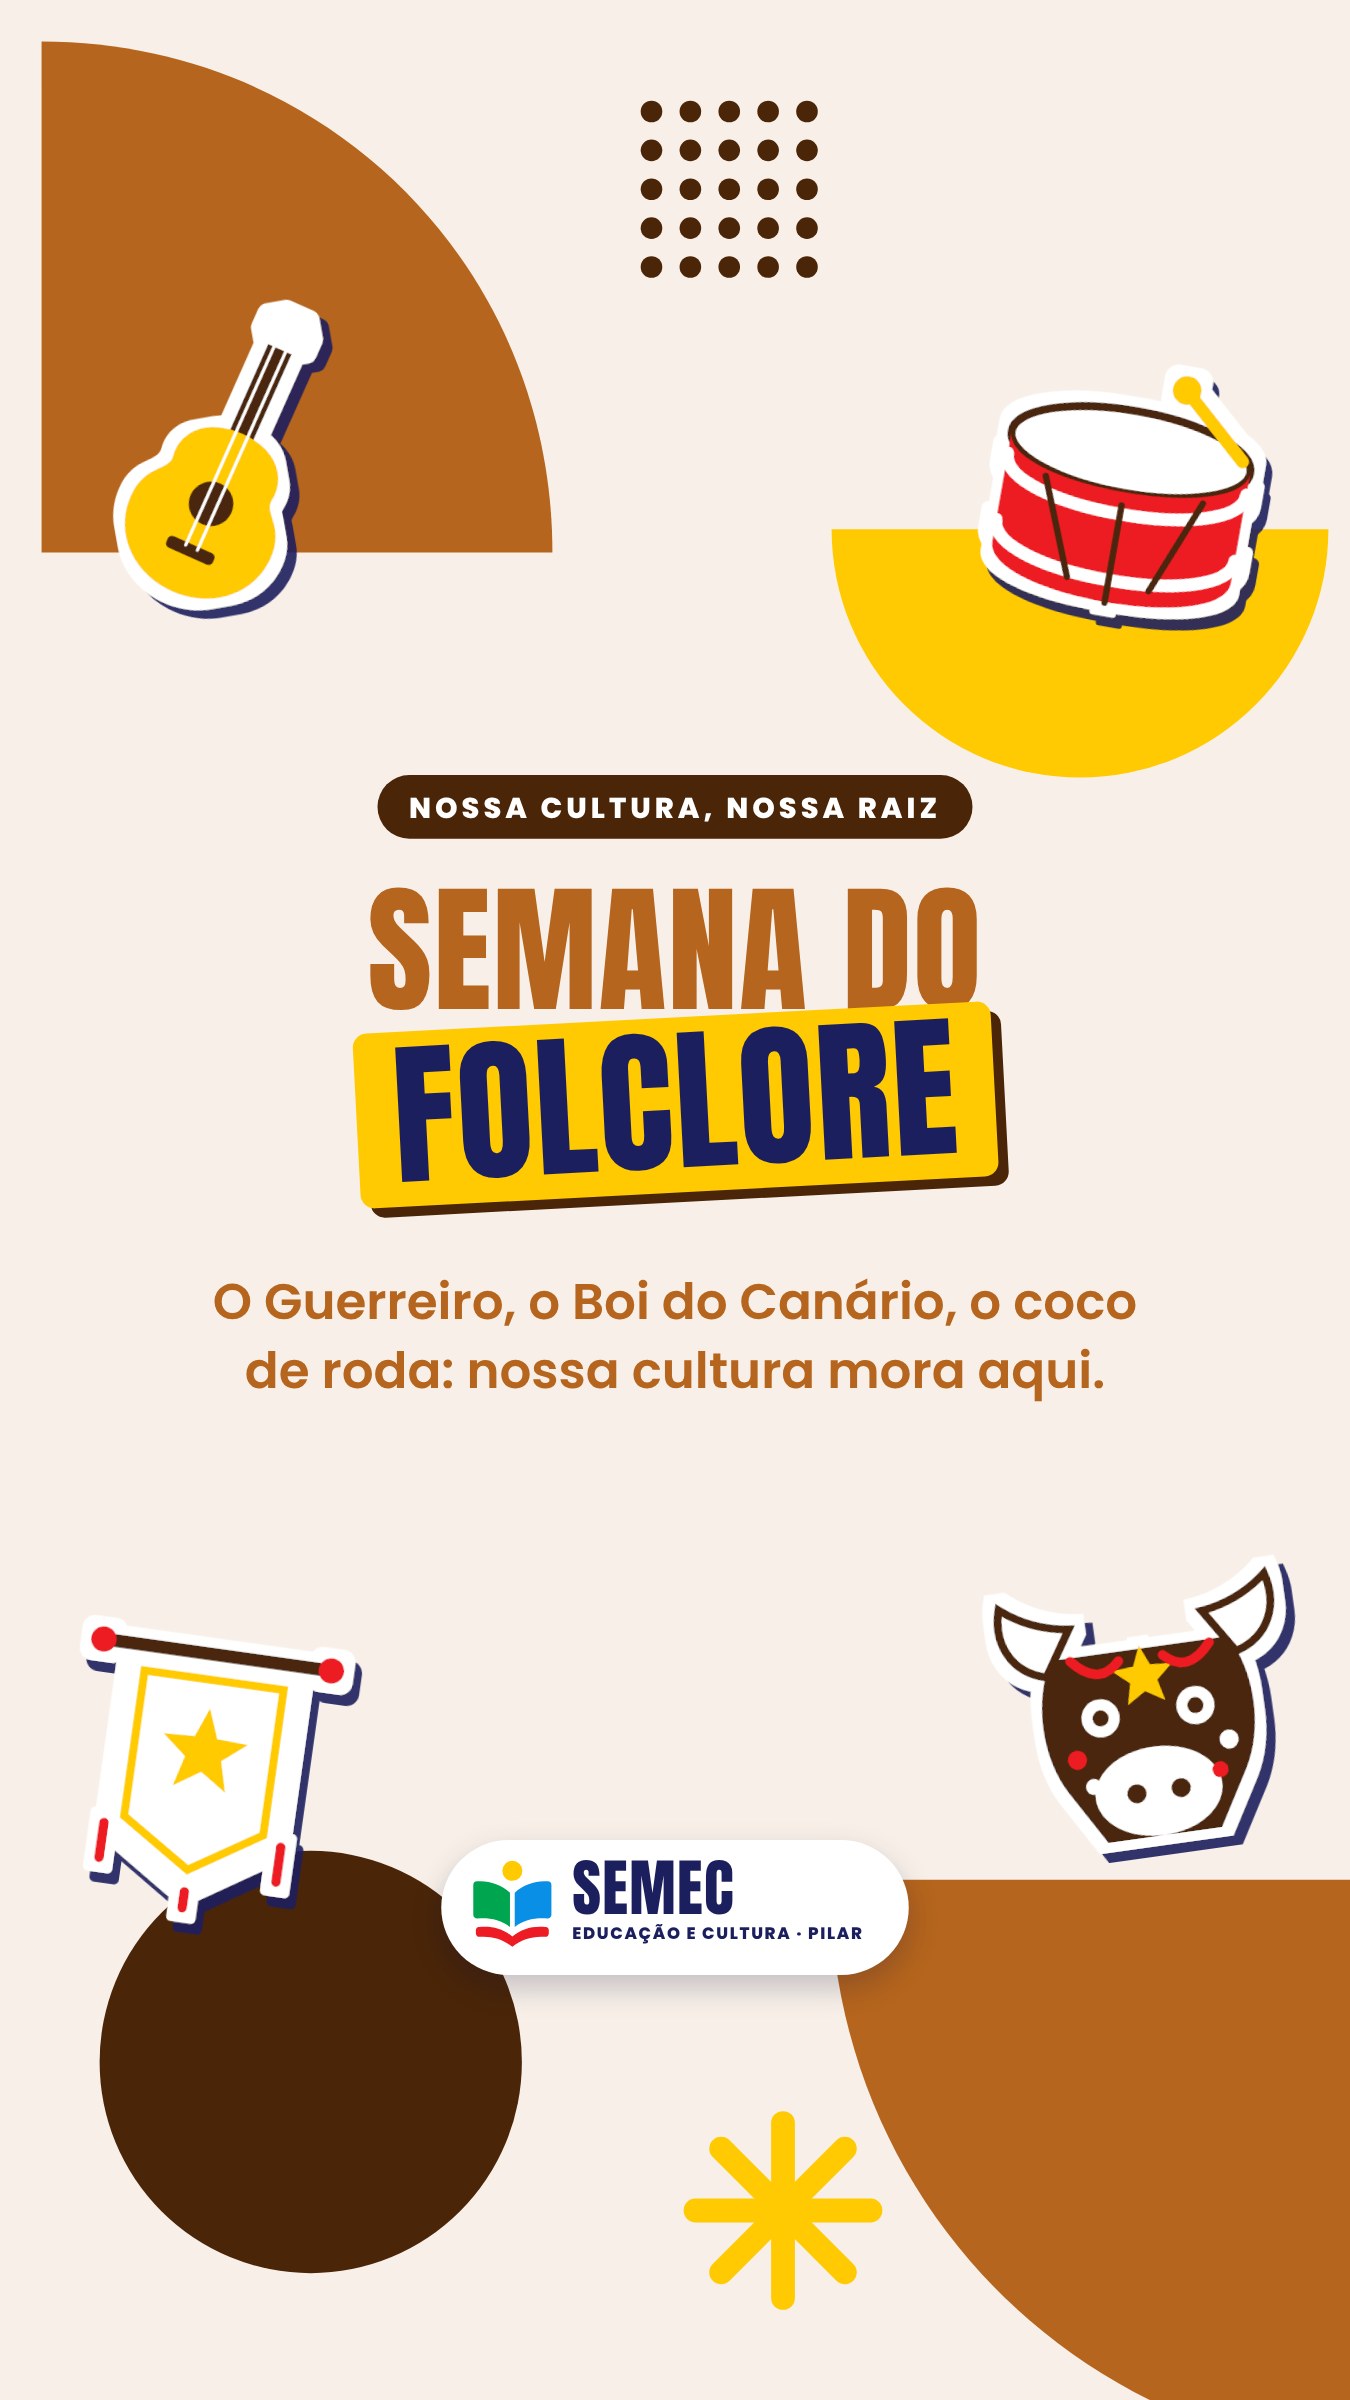 NOSSA CULTURA, NOSSA RAIZ
SEMANA DO
FOLCLORE
O Guerreiro, o Boi do Canário, o coco
de roda: nossa cultura mora aqui.
SEMEC
EDUCAÇÃO E CULTURA · PILAR